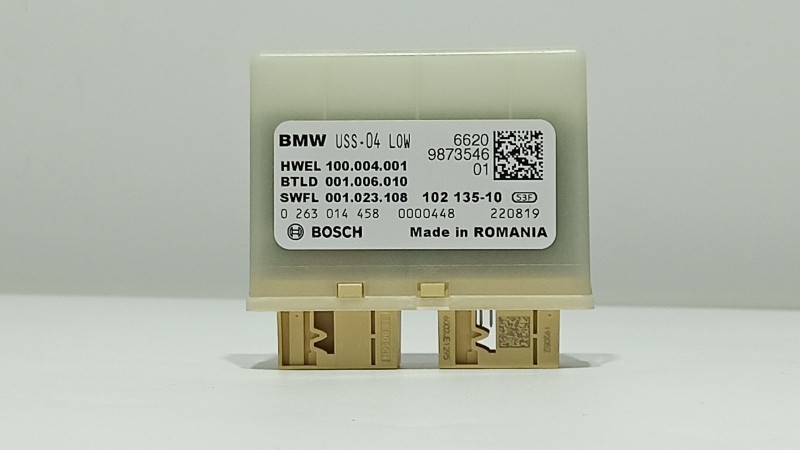 BMW USS-04 LOW 6620
9873546
HWEL 100.004.001 01
BTLD 001.006.010
SWFL 001.023.108 102 135-10 S3F
0 263 014 458 0000448 220819
BOSCH Made in ROMANIA